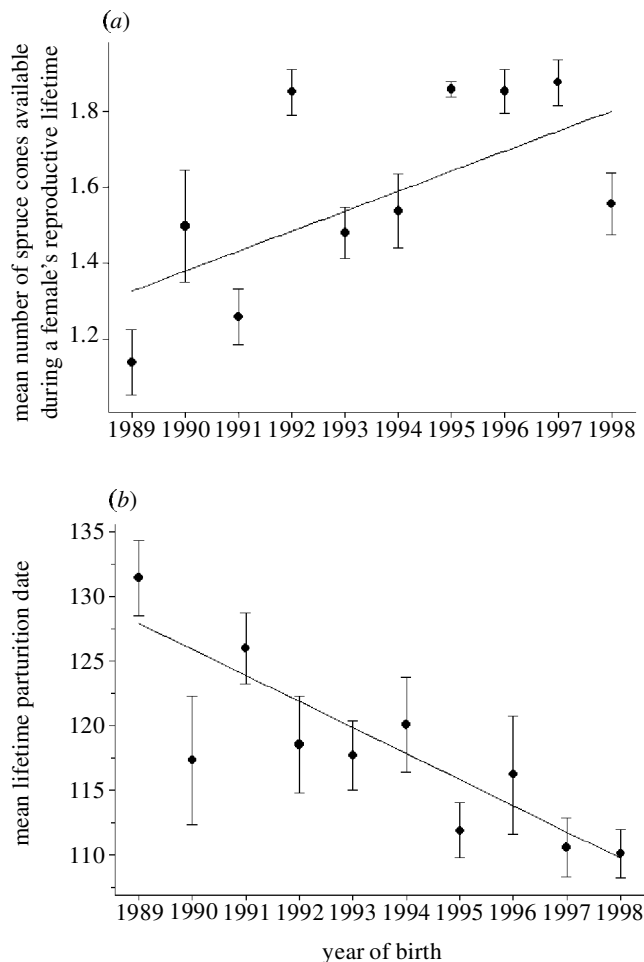 (a)
mean number of spruce cones available
during a female's reproductive lifetime
1.8
1.6
1.4
1.2
1989 1990 1991 1992 1993 1994 1995 1996 1997 1998
(b)
mean lifetime parturition date
135
130
125
120
115
110
1989 1990 1991 1992 1993 1994 1995 1996 1997 1998
year of birth